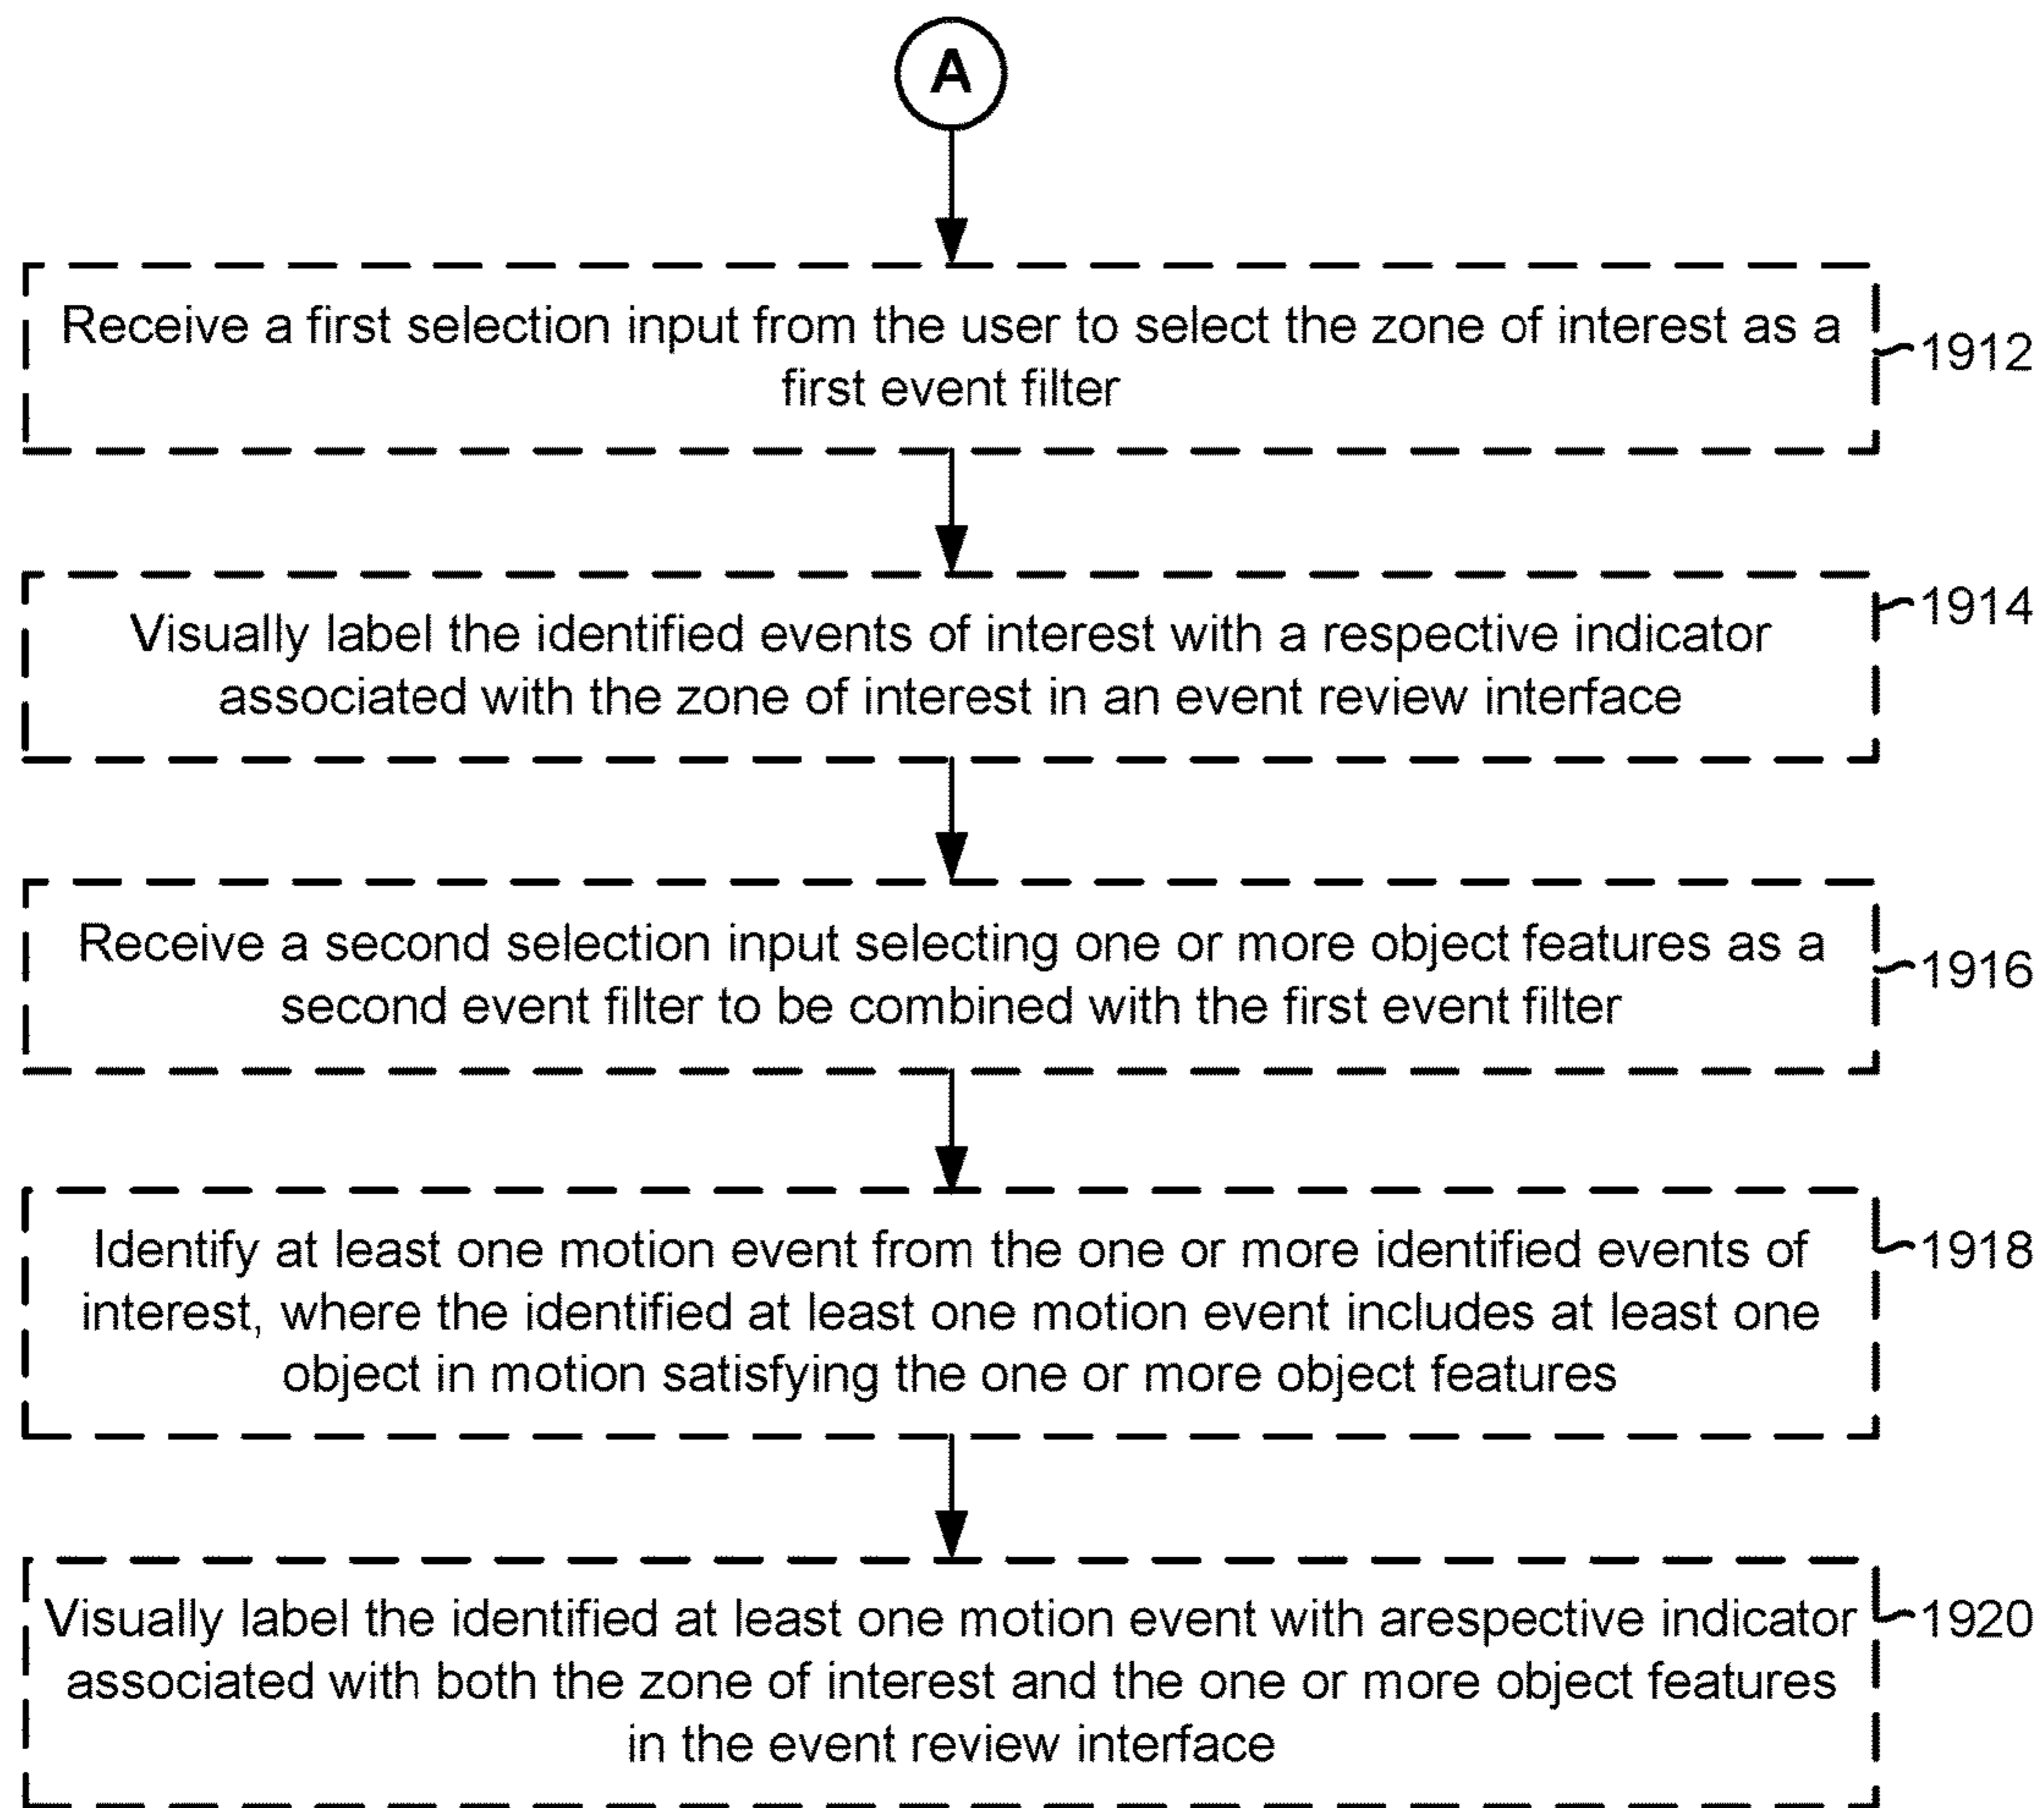 A
Receive a first selection input from the user to select the zone of interest as a
first event filter
1912
Visually label the identified events of interest with a respective indicator
associated with the zone of interest in an event review interface
1914
Receive a second selection input selecting one or more object features as a
second event filter to be combined with the first event filter
1916
Identify at least one motion event from the one or more identified events of
interest, where the identified at least one motion event includes at least one
object in motion satisfying the one or more object features
1918
Visually label the identified at least one motion event with arespective indicator
associated with both the zone of interest and the one or more object features
in the event review interface
1920